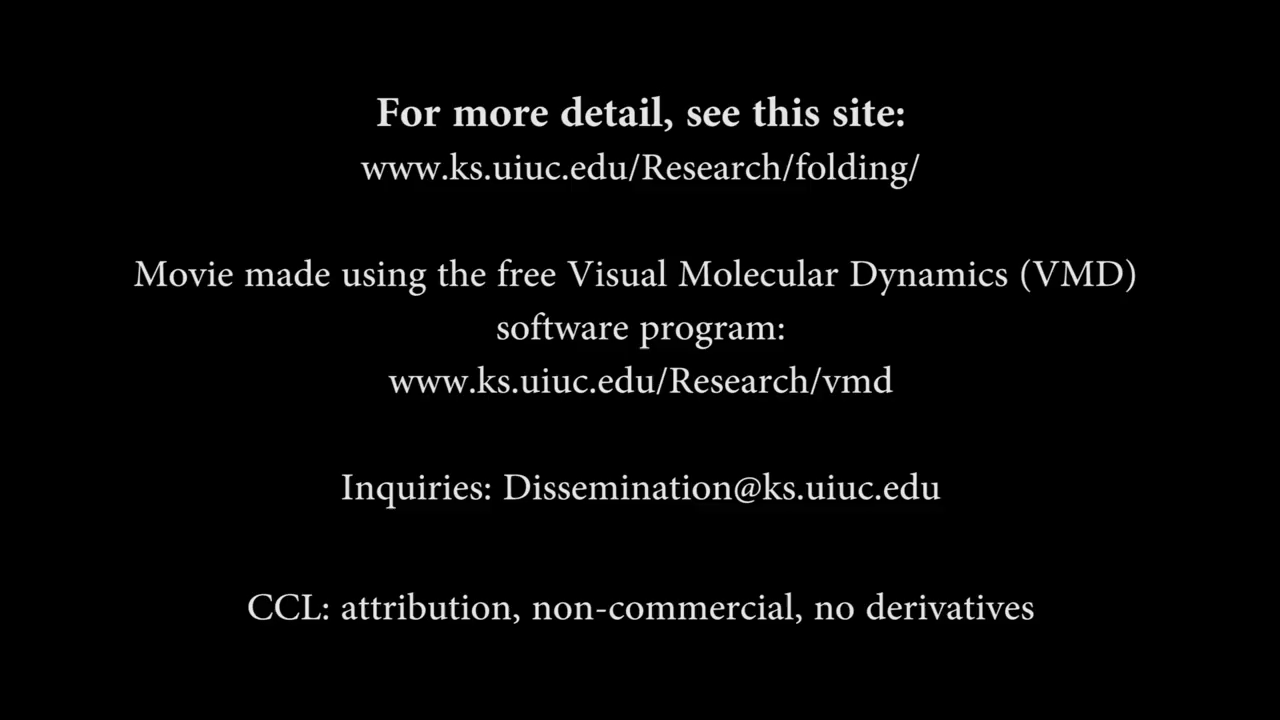 For more detail, see this site:
www.ks.uiuc.edu/Research/folding/
Movie made using the free Visual Molecular Dynamics (VMD)
software program:
www.ks.uiuc.edu/Research/vmd
Inquiries: Dissemination@ks.uiuc.edu
CCL: attribution, non-commercial, no derivatives